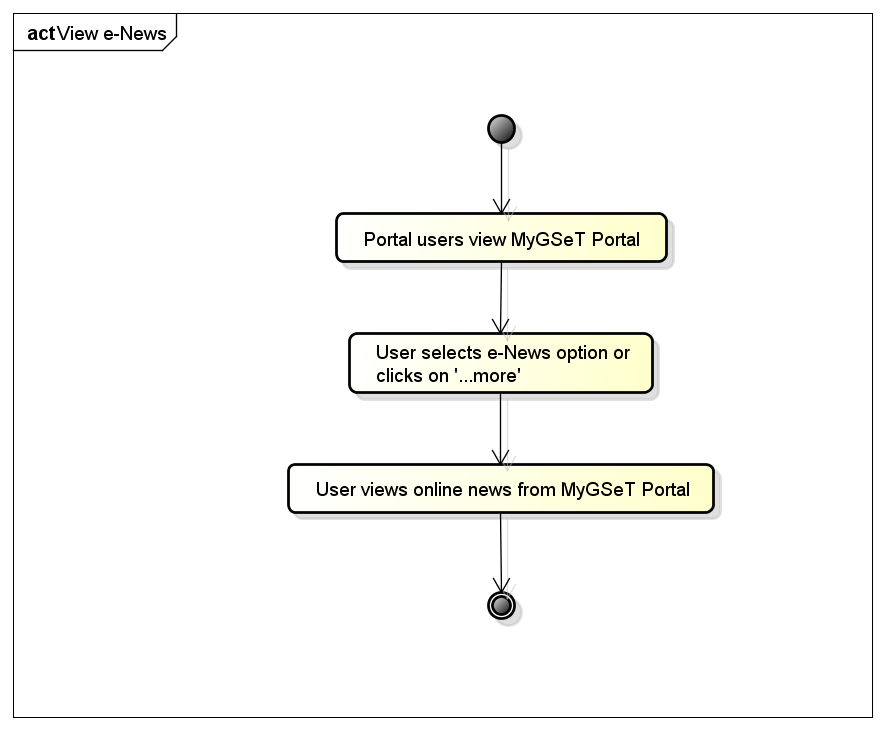 act View e-News
Portal users view MyGSeT Portal
User selects e-News option or
clicks on '...more'
User views online news from MyGSeT Portal